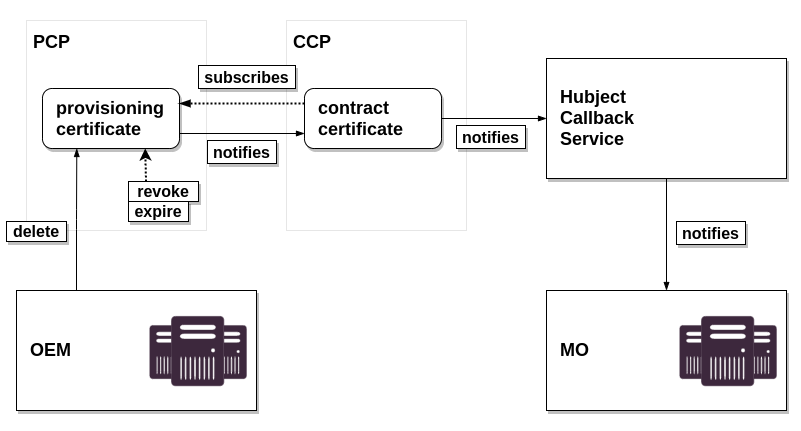 PCP
CCP
subscribes
provisioning
certificate
contract
certificate
Hubject
Callback
Service
notifies
notifies
revoke
expire
delete
notifies
OEM
MO